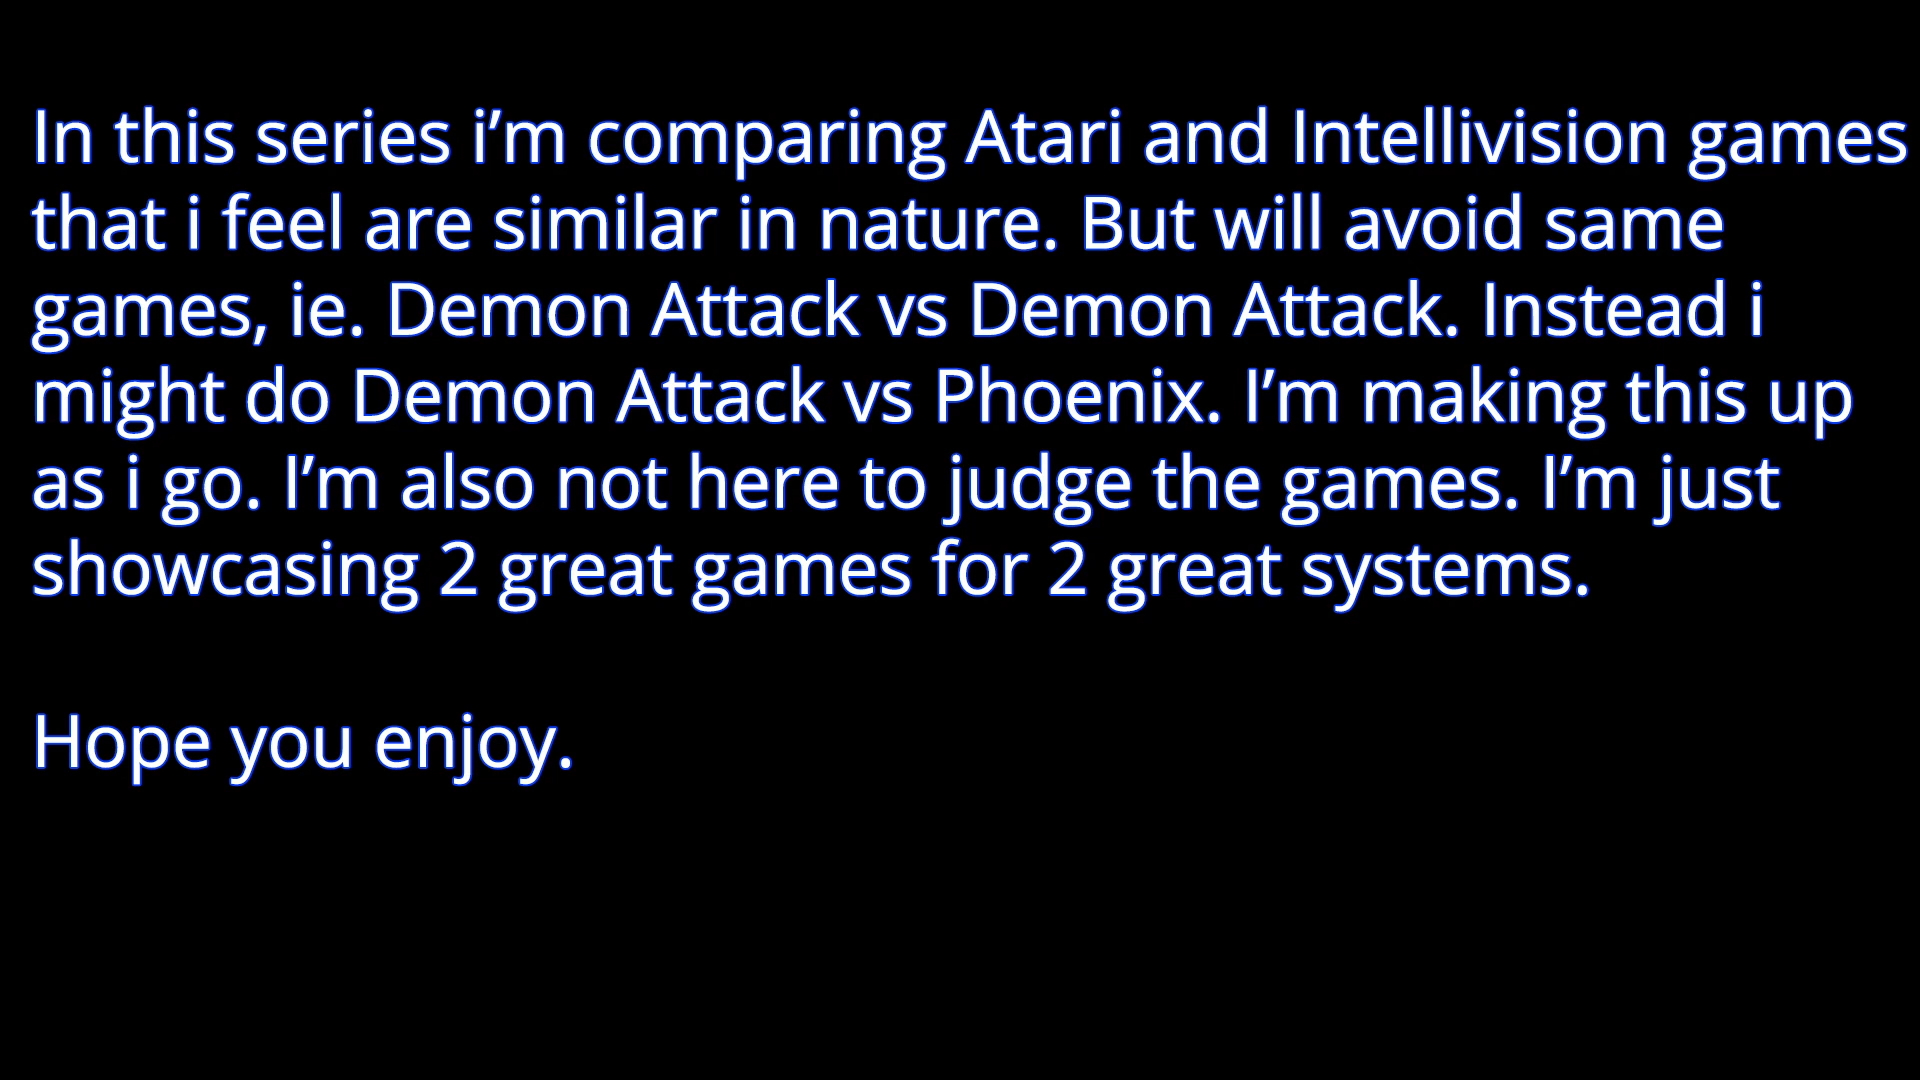 In this series i’m comparing Atari and Intellivision games
that i feel are similar in nature. But will avoid same
games, ie. Demon Attack vs Demon Attack. Instead i
might do Demon Attack vs Phoenix. I’m making this up
as i go. I’m also not here to judge the games. I’m just
showcasing 2 great games for 2 great systems.
Hope you enjoy.